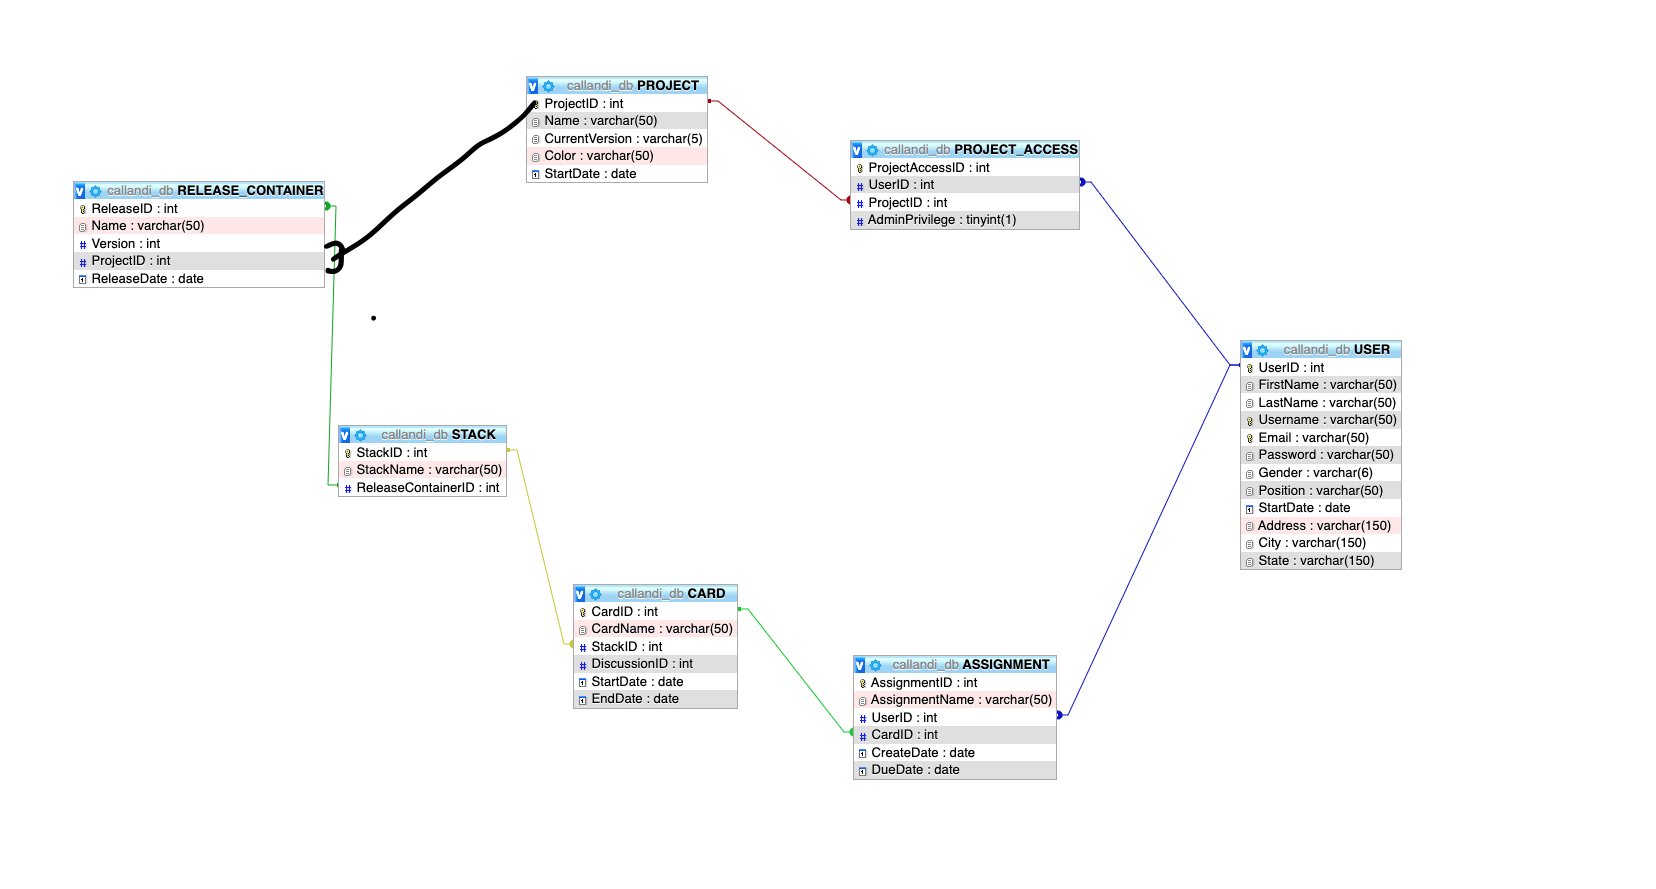 callandi_db PROJECT
ProjectID : int
Name : varchar(50)
CurrentVersion : varchar(5)
Color : varchar(50)
StartDate : date
callandi_db PROJECT_ACCESS
ProjectAccessID : int
UserID : int
ProjectID : int
AdminPrivilege : tinyint(1)
callandi_db RELEASE_CONTAINER
ReleaseID : int
Name : varchar(50)
Version : int
ProjectID : int
ReleaseDate : date
callandi_db USER
UserID : int
FirstName : varchar(50)
LastName : varchar(50)
Username : varchar(50)
Email : varchar(50)
Password : varchar(50)
Gender : varchar(6)
Position : varchar(50)
StartDate : date
Address : varchar(150)
City : varchar(150)
State : varchar(150)
callandi_db STACK
StackID : int
StackName : varchar(50)
ReleaseContainerID : int
callandi_db CARD
CardID : int
CardName : varchar(50)
StackID : int
DiscussionID : int
StartDate : date
EndDate : date
callandi_db ASSIGNMENT
AssignmentID : int
AssignmentName : varchar(50)
UserID : int
CardID : int
CreateDate : date
DueDate : date